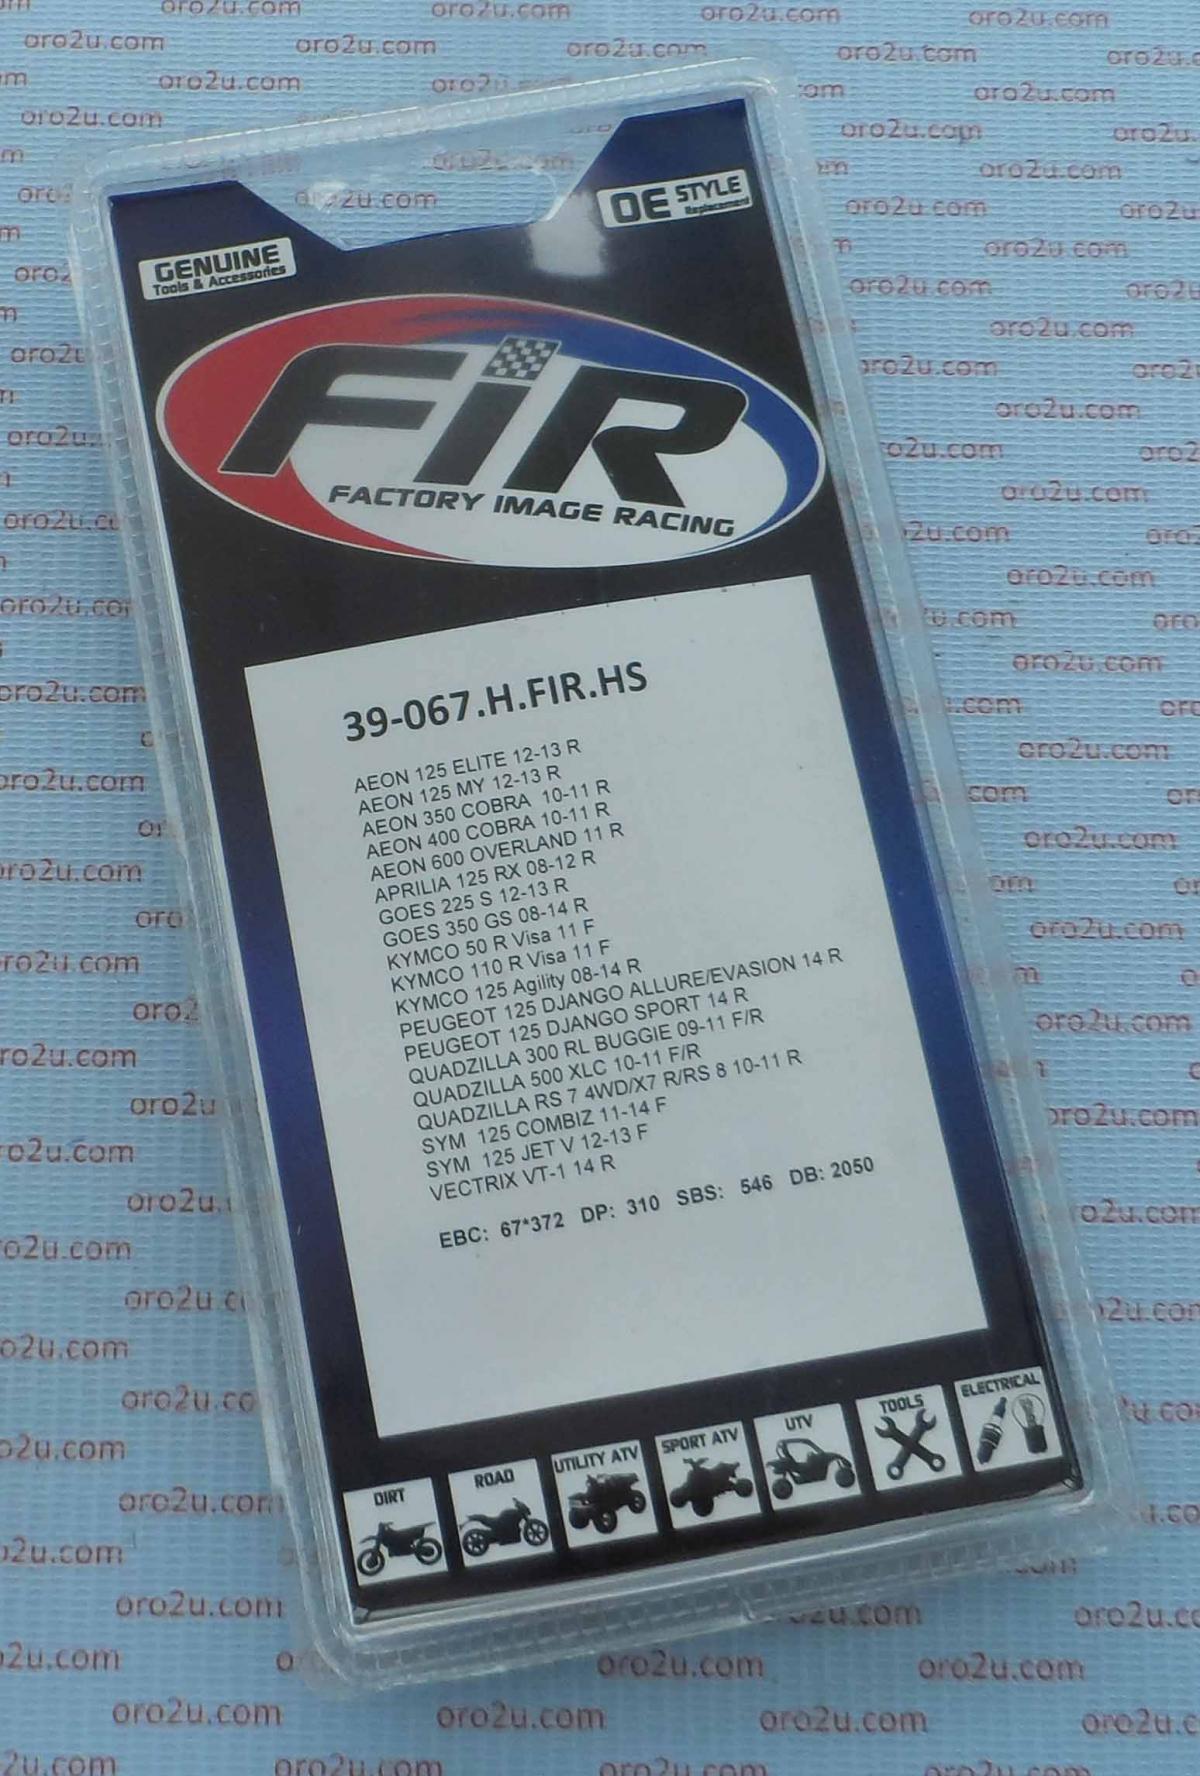 GENUINE
Tools & Accessories
OE STYLE
Replacement
FiR
FACTORY IMAGE RACING
39-067.H.FIR.HS
AEON 125 ELITE 12-13 R
AEON 125 MY 12-13 R
AEON 350 COBRA 10-11 R
AEON 400 COBRA 10-11 R
AEON 600 OVERLAND 11 R
APRILIA 125 RX 08-12 R
GOES 225 S 12-13 R
GOES 350 GS 08-14 R
KYMCO 50 R Visa 11 F
KYMCO 110 R Visa 11 F
KYMCO 125 Agility 08-14 R
PEUGEOT 125 DJANGO ALLURE/EVASION 14 R
PEUGEOT 125 DJANGO SPORT 14 R
QUADZILLA 300 RL BUGGIE 09-11 F/R
QUADZILLA 500 XLC 10-11 F/R
QUADZILLA RS 7 4WD/X7 R/RS 8 10-11 R
SYM 125 COMBIZ 11-14 F
SYM 125 JET V 12-13 F
VECTRIX VT-1 14 R
EBC: 67*372 DP: 310 SBS: 546 DB: 2050
DIRT
ROAD
UTILITY ATV
SPORT ATV
UTV
TOOLS
ELECTRICAL
oro2u.com